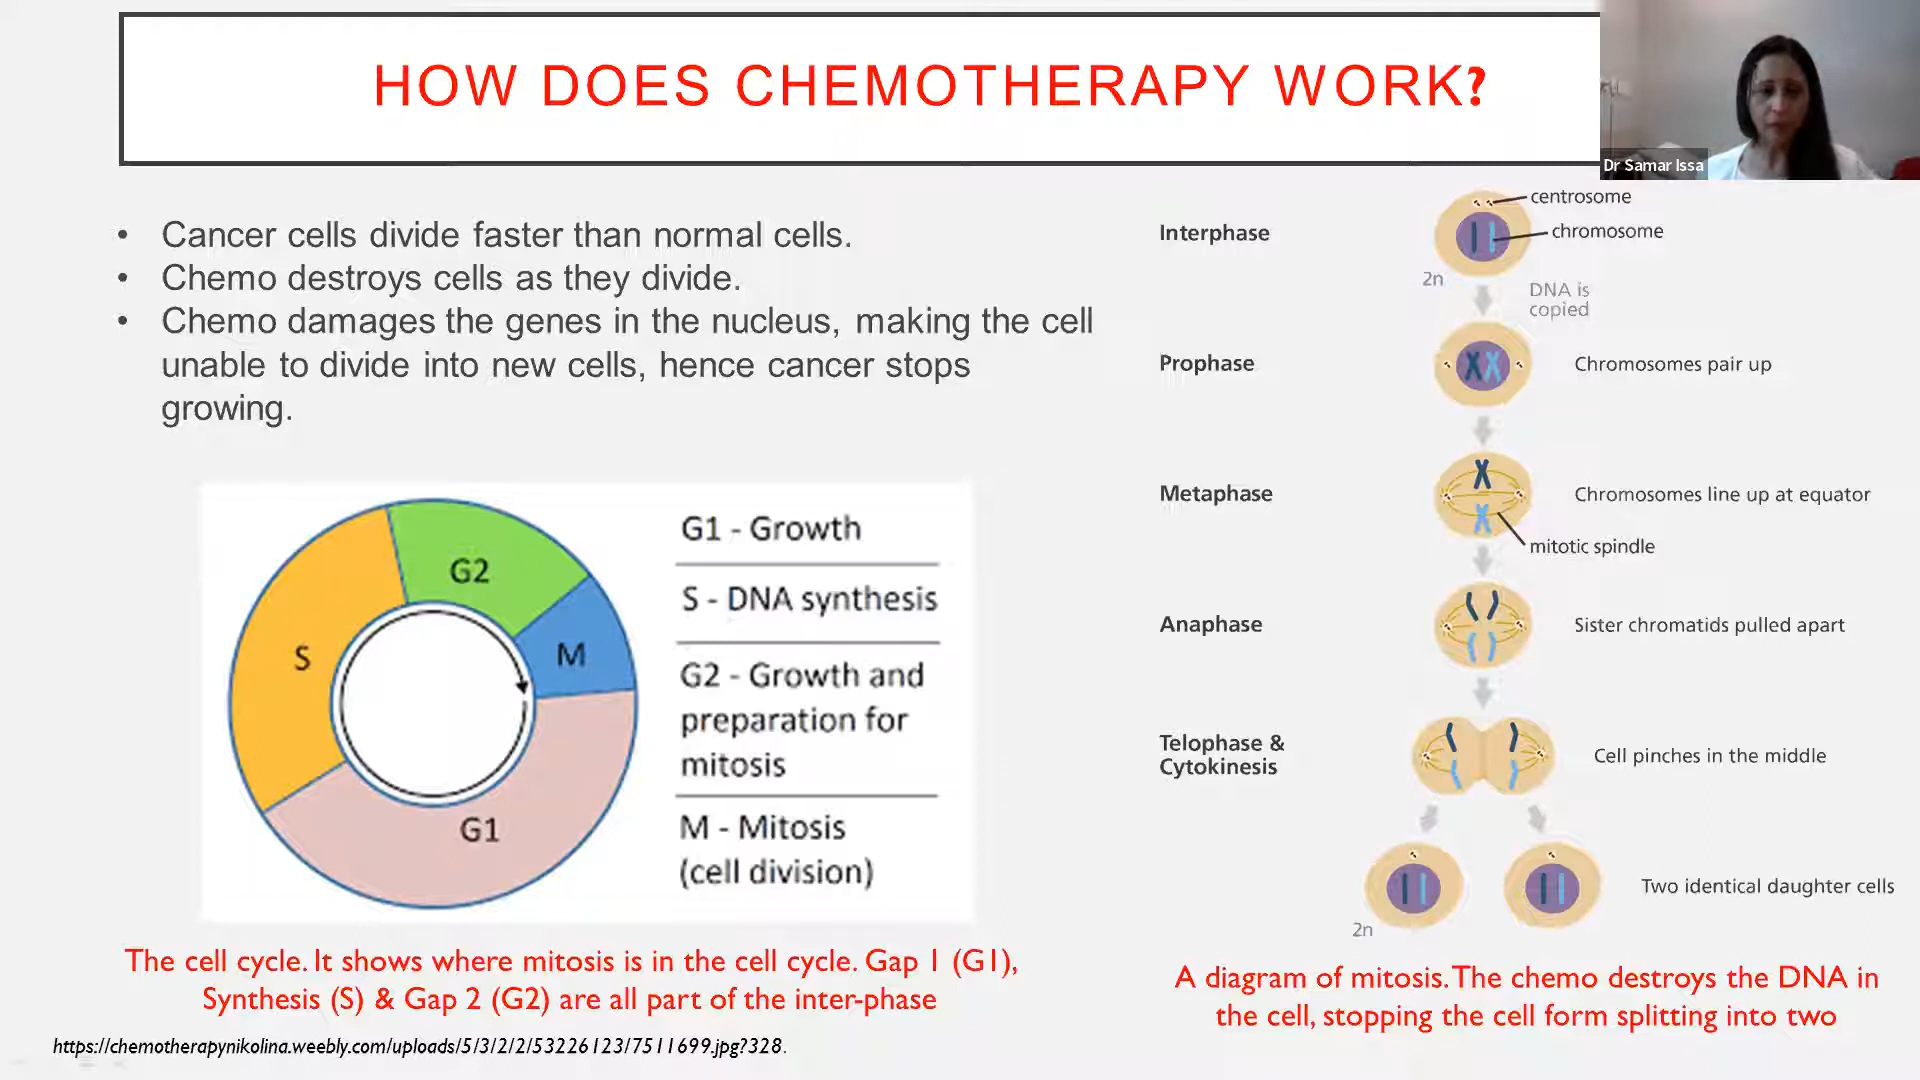 HOW DOES CHEMOTHERAPY WORK?
Dr Samar Issa
• Cancer cells divide faster than normal cells.
• Chemo destroys cells as they divide.
• Chemo damages the genes in the nucleus, making the cell
unable to divide into new cells, hence cancer stops
growing.
G2
S
M
G1
G1 - Growth
S - DNA synthesis
G2 - Growth and
preparation for
mitosis
M - Mitosis
(cell division)
The cell cycle. It shows where mitosis is in the cell cycle. Gap 1 (G1),
Synthesis (S) & Gap 2 (G2) are all part of the inter-phase
https://chemotherapynikolina.weebly.com/uploads/5/3/2/2/53226123/7511699.jpg?328.
centrosome
Interphase
chromosome
2n
DNA is
copied
Prophase
Chromosomes pair up
Metaphase
Chromosomes line up at equator
mitotic spindle
Anaphase
Sister chromatids pulled apart
Telophase &
Cytokinesis
Cell pinches in the middle
Two identical daughter cells
2n
A diagram of mitosis. The chemo destroys the DNA in
the cell, stopping the cell form splitting into two